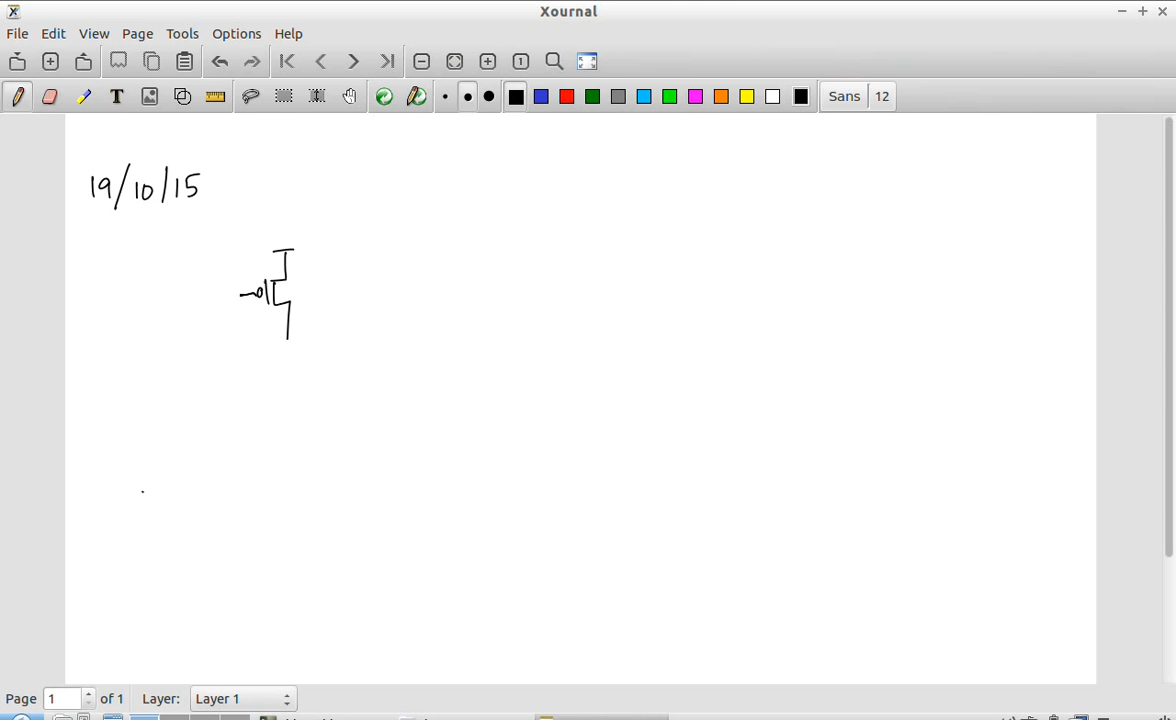 Xournal
File Edit View Page Tools Options Help
Sans 12
19/10/15
Page 1 of 1 Layer: Layer 1